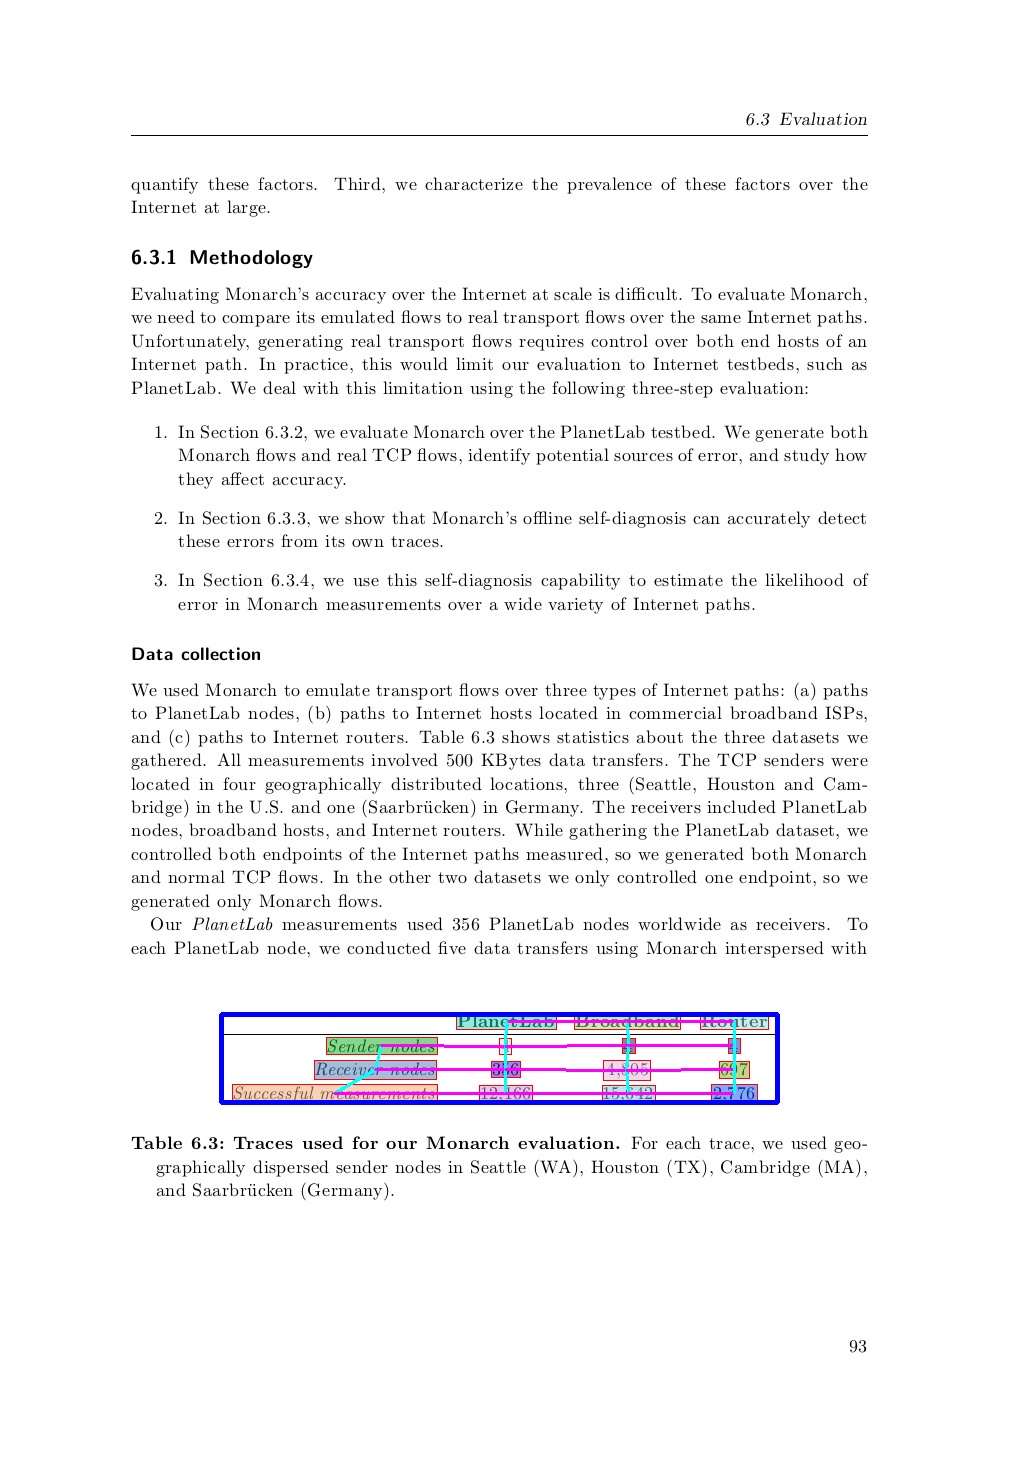 6.3 Evaluation
quantify these factors. Third, we characterize the prevalence of these factors over the
Internet at large.
6.3.1 Methodology
Evaluating Monarch's accuracy over the Internet at scale is difficult. To evaluate Monarch,
we need to compare its emulated flows to real transport flows over the same Internet paths.
Unfortunately, generating real transport flows requires control over both end hosts of an
Internet path. In practice, this would limit our evaluation to Internet testbeds, such as
PlanetLab. We deal with this limitation using the following three-step evaluation:
1. In Section 6.3.2, we evaluate Monarch over the PlanetLab testbed. We generate both
Monarch flows and real TCP flows, identify potential sources of error, and study how
they affect accuracy.
2. In Section 6.3.3, we show that Monarch's offline self-diagnosis can accurately detect
these errors from its own traces.
3. In Section 6.3.4, we use this self-diagnosis capability to estimate the likelihood of
error in Monarch measurements over a wide variety of Internet paths.
Data collection
We used Monarch to emulate transport flows over three types of Internet paths: (a) paths
to PlanetLab nodes, (b) paths to Internet hosts located in commercial broadband ISPs,
and (c) paths to Internet routers. Table 6.3 shows statistics about the three datasets we
gathered. All measurements involved 500 KBytes data transfers. The TCP senders were
located in four geographically distributed locations, three (Seattle, Houston and Cam-
bridge) in the U.S. and one (Saarbrücken) in Germany. The receivers included PlanetLab
nodes, broadband hosts, and Internet routers. While gathering the PlanetLab dataset, we
controlled both endpoints of the Internet paths measured, so we generated both Monarch
and normal TCP flows. In the other two datasets we only controlled one endpoint, so we
generated only Monarch flows.
Our PlanetLab measurements used 356 PlanetLab nodes worldwide as receivers. To
each PlanetLab node, we conducted five data transfers using Monarch interspersed with
PlanetLab Broadband Router
Sender nodes 4 4 4
Receiver nodes 356 4,805 697
Successful measurements 12,166 15,642 2,776
Table 6.3: Traces used for our Monarch evaluation. For each trace, we used geo-
graphically dispersed sender nodes in Seattle (WA), Houston (TX), Cambridge (MA),
and Saarbrücken (Germany).
93